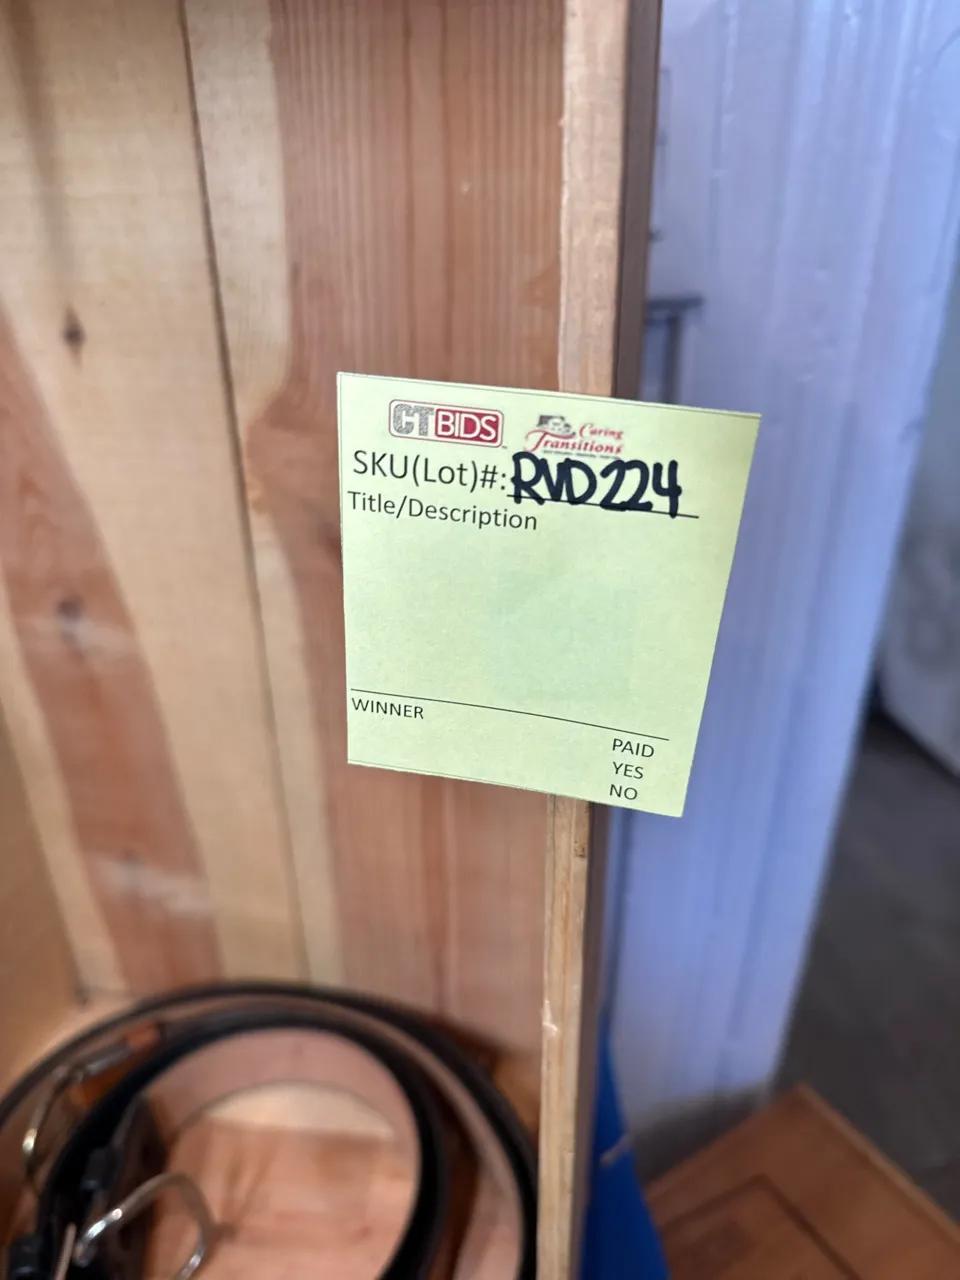 CTBIDS
Caring Transitions
SKU(Lot)#: RVD224
Title/Description
WINNER
PAID
YES
NO